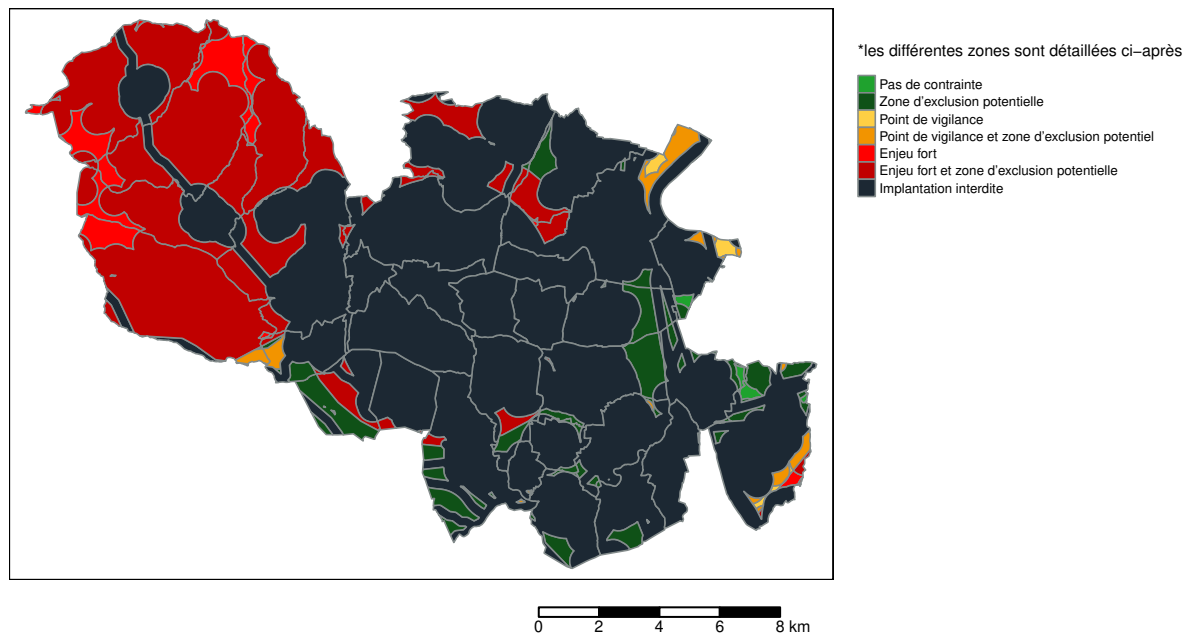 *les différentes zones sont détaillées ci−après
Pas de contrainte
Zone d'exclusion potentielle
Point de vigilance
Point de vigilance et zone d'exclusion potentiel
Enjeu fort
Enjeu fort et zone d'exclusion potentielle
Implantation interdite
0 2 4 6 8 km